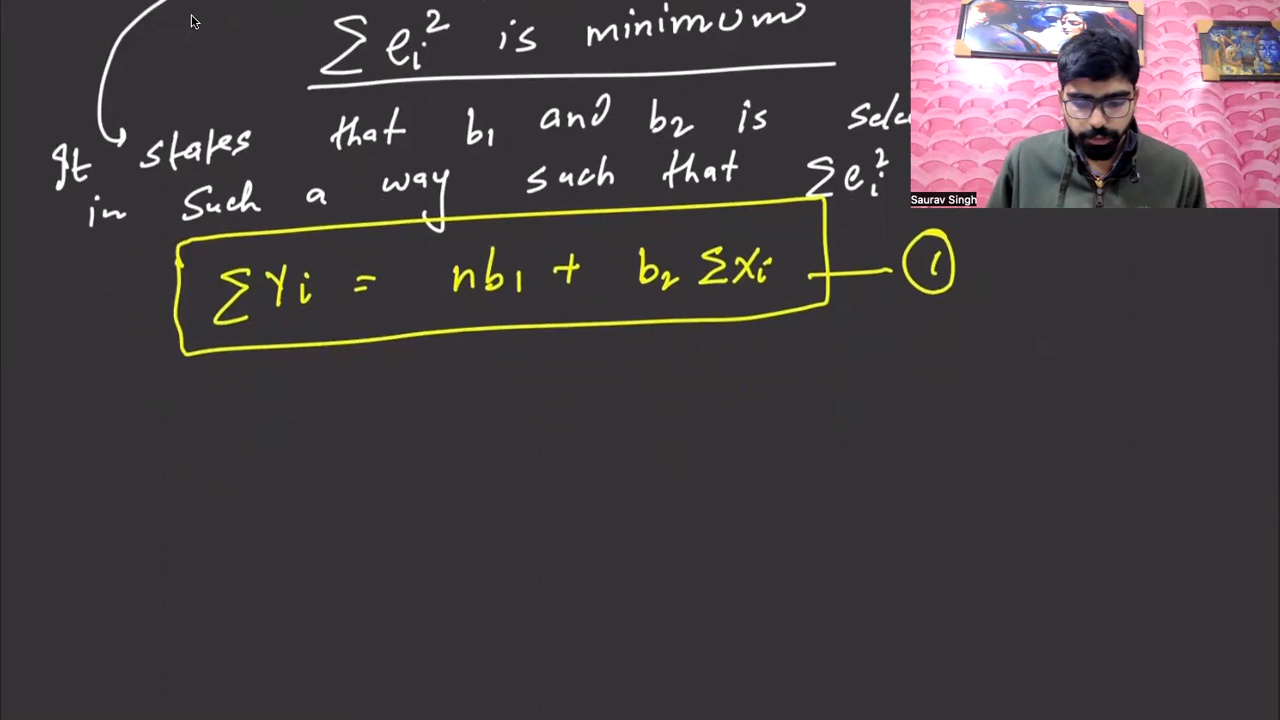 ∑ei² is minimum
It states that b1 and b2 is
in such a way such that ∑ei²
∑Yi = nb1 + b2 ∑Xi — ①
Saurav Singh